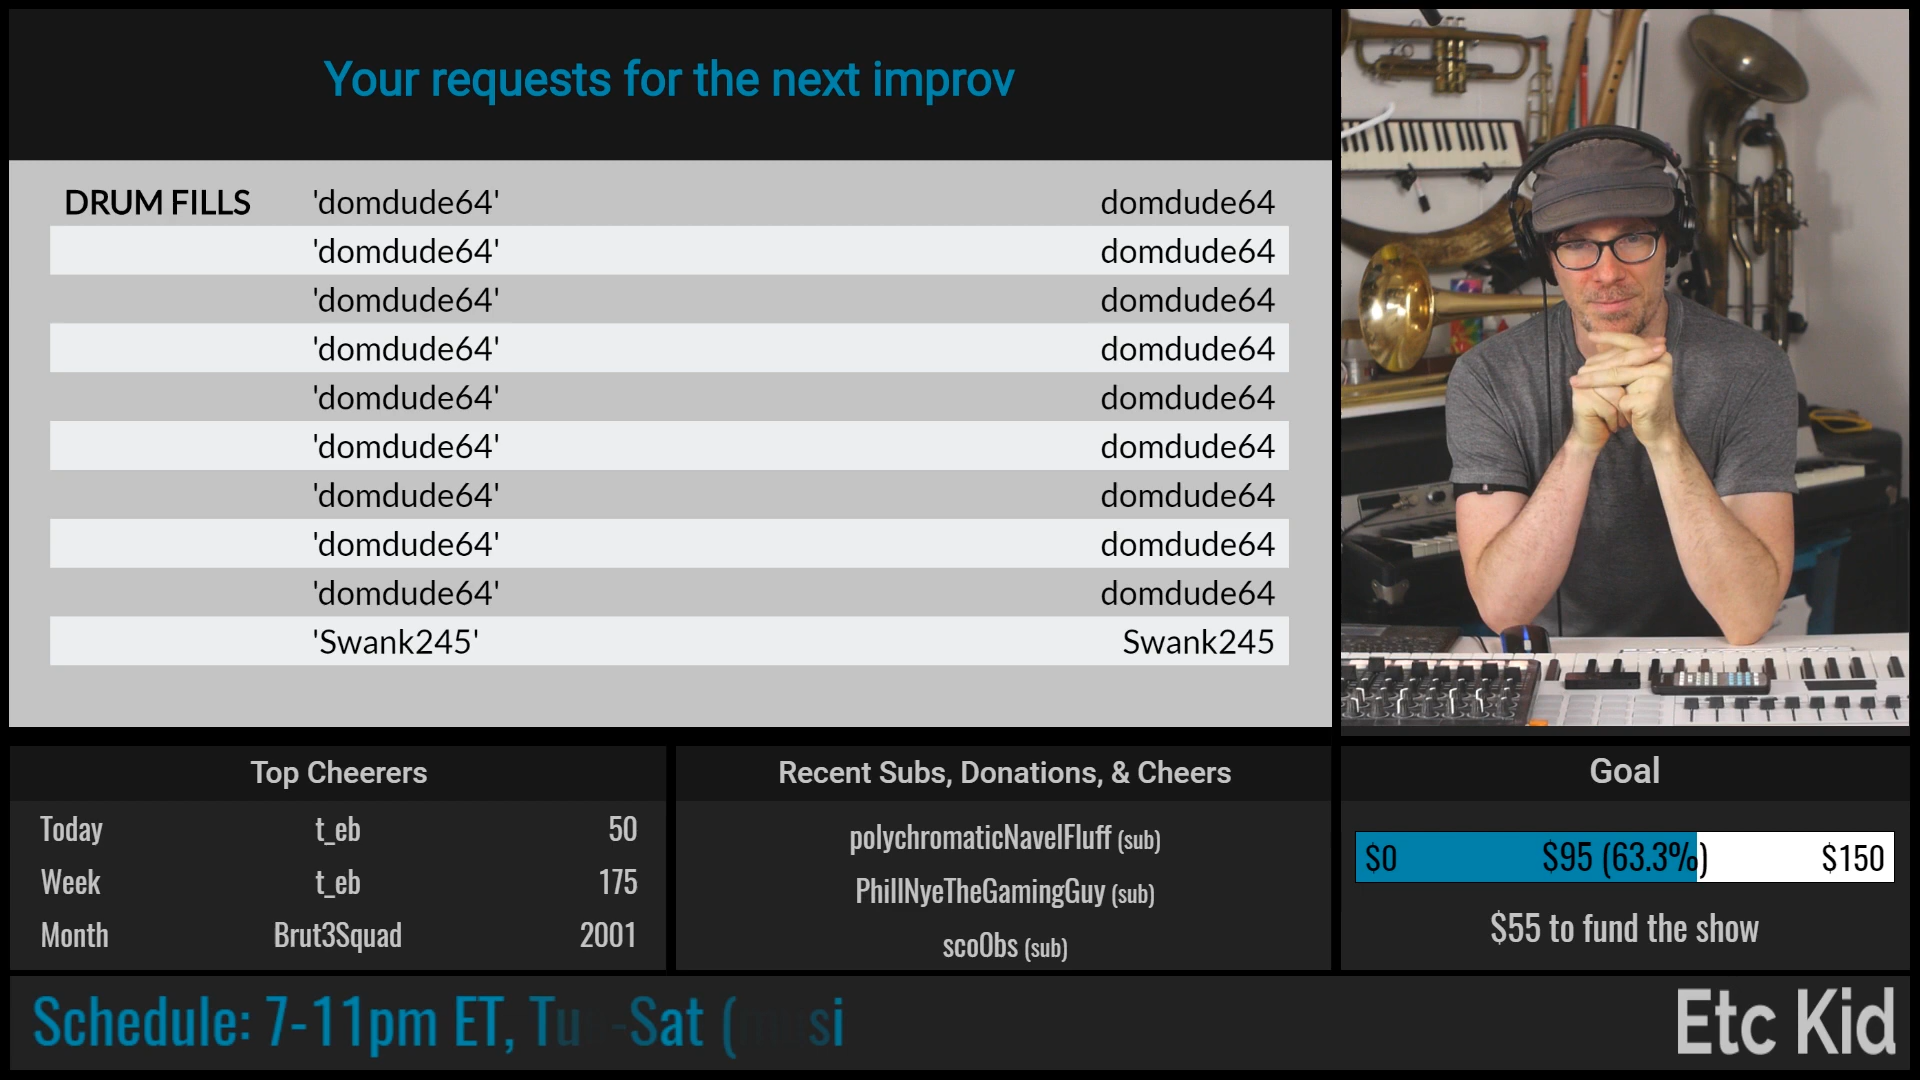 Your requests for the next improv
DRUM FILLS 'domdude64' domdude64
'domdude64' domdude64
'domdude64' domdude64
'domdude64' domdude64
'domdude64' domdude64
'domdude64' domdude64
'domdude64' domdude64
'domdude64' domdude64
'domdude64' domdude64
'Swank245' Swank245
Top Cheerers
Today t_eb 50
Week t_eb 175
Month Brut3Squad 2001
Recent Subs, Donations, & Cheers
polychromaticNavelFluff (sub)
PhillNyeTheGamingGuy (sub)
sco0bs (sub)
Goal
$0 $95 (63.3%) $150
$55 to fund the show
Schedule: 7-11pm ET, Tue-Sat (musi
Etc Kid